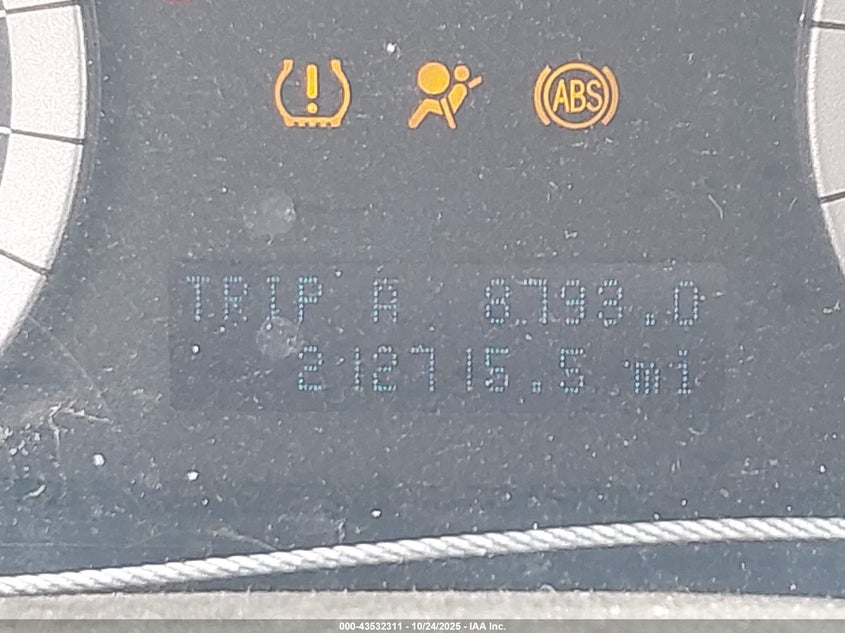 ABS
TRIP A 8793.0
212715.5 mi
000-43532311 - 10/24/2025 - IAA Inc.